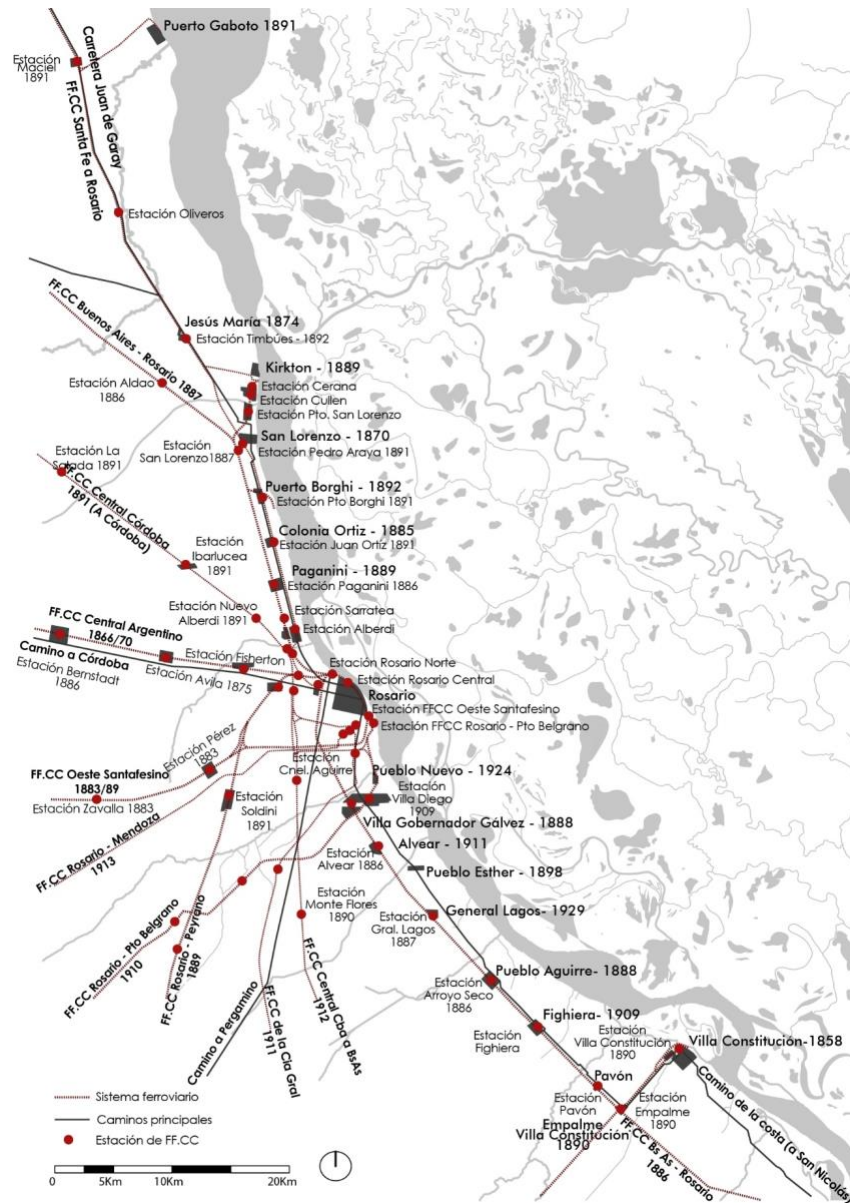 Puerto Gaboto 1891
Estación
Maciel
1891
Carretera Juan de Garay
FF.CC Santa Fe a Rosario
Estación Oliveros
Jesús María 1874
Estación Timbúes - 1892
FF.CC Buenos Aires - Rosario 1887
Kirkton - 1889
Estación Cerana
Estación Cullen
Estación Pto. San Lorenzo
Estación Aldao
1886
San Lorenzo - 1870
Estación Pedro Araya 1891
Estación
San Lorenzo1887
Estación La
Salada 1891
FF.CC Central Córdoba
1891 (A Córdoba)
Puerto Borghi - 1892
Estación Pto Borghi 1891
Colonia Ortiz - 1885
Estación Juan Ortiz 1891
Estación
Ibarlucea
1891
Paganini - 1889
Estación Paganini 1886
Estación Nuevo
Alberdi 1891
Estación Sarratea
Estación Alberdi
FF.CC Central Argentino
1866/70
Camino a Córdoba
Estación Bernstadt
1886
Estación Fisherton
Estación Avila 1875
Estación Rosario Norte
Estación Rosario Central
Rosario
Estación FFCC Oeste Santafesino
Estación FFCC Rosario - Pto Belgrano
Estación Pérez
1883
Estación
Cnel. Aguirre
Pueblo Nuevo - 1924
Estación
Villa Diego
1909
FF.CC Oeste Santafesino
1883/89
Estación Zavalla 1883
Estación
Soldini
1891
Villa Gobernador Gálvez - 1888
FF.CC Rosario - Mendoza
1913
Alvear - 1911
Estación
Alvear 1886
Pueblo Esther - 1898
Estación
Monte Flores
1890
General Lagos- 1929
Estación
Gral. Lagos
1887
FF.CC Rosario - Pto Belgrano
1910
FF.CC Rosario - Peyrano
1889
Camino a Pergamino
FF.CC de la Cia Gral
1911
FF.CC Central Cba a BsAs
1912
Pueblo Aguirre- 1888
Estación
Arroyo Seco
1886
Fighiera - 1909
Estación
Fighiera
Estación
Villa Constitución
1890
Villa Constitución-1858
Pavón
Estación
Pavón
Estación
Empalme
1890
Empalme
Villa Constitución
1890
Camino de la costa (a San Nicolás)
FF.CC Bs As - Rosario
1886
Sistema ferroviario
Caminos principales
Estación de FF.CC
0 5Km 10Km 20Km